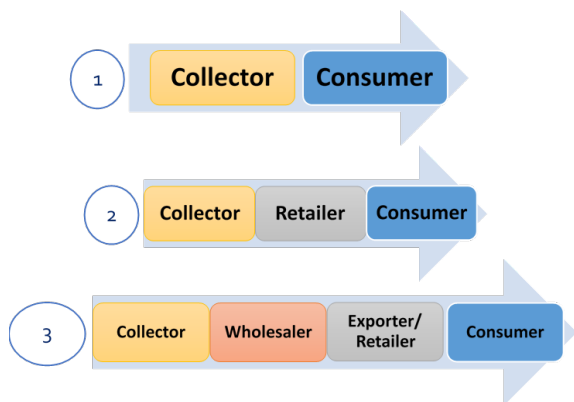 1
Collector
Consumer
2
Collector
Retailer
Consumer
3
Collector
Wholesaler
Exporter/
Retailer
Consumer